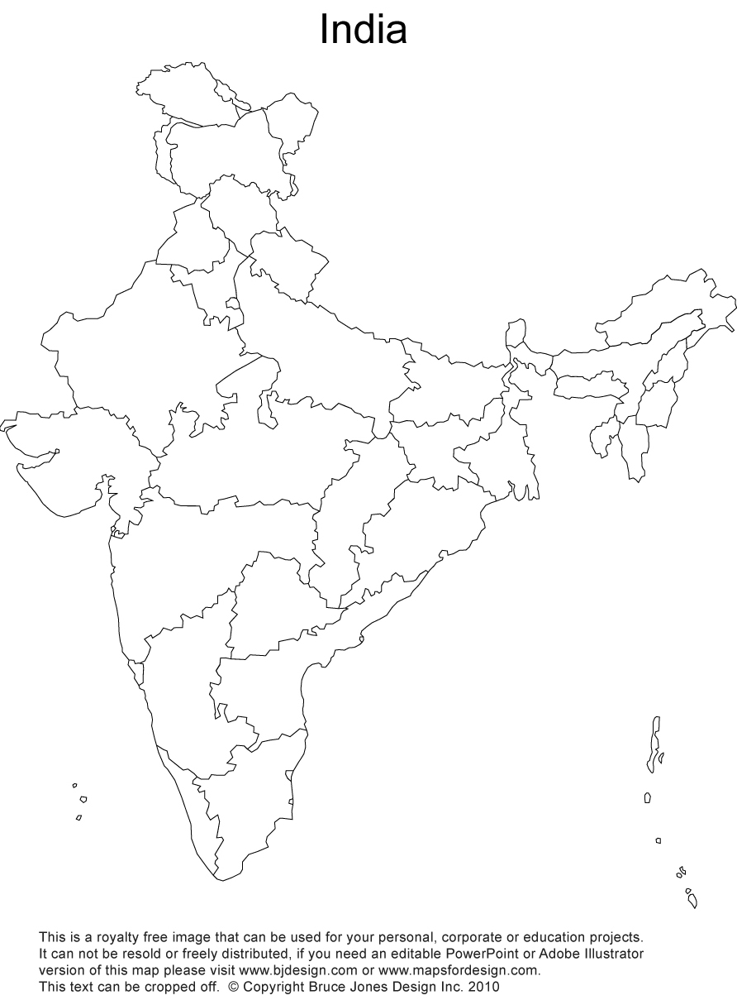 India
This is a royalty free image that can be used for your personal, corporate or education projects.
It can not be resold or freely distributed, if you need an editable PowerPoint or Adobe Illustrator
version of this map please visit www.bjdesign.com or www.mapsfordesign.com.
This text can be cropped off.  © Copyright Bruce Jones Design Inc. 2010